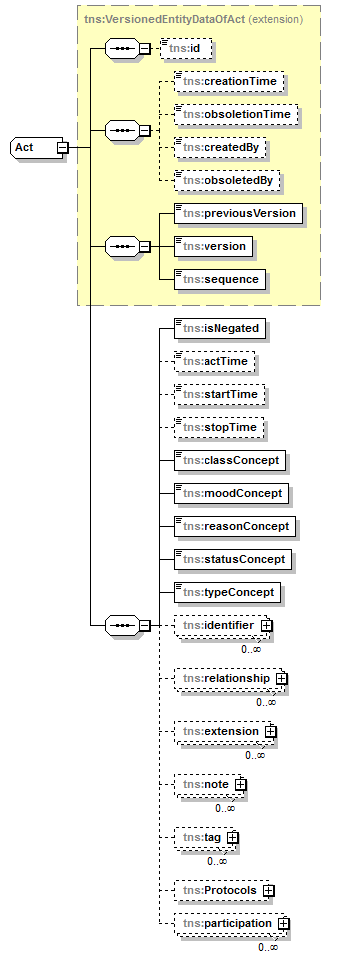 tns:VersionedEntityDataOfAct (extension)
tns:id
tns:creationTime
tns:obsoletionTime
tns:createdBy
tns:obsoletedBy
Act
tns:previousVersion
tns:version
tns:sequence
tns:isNegated
tns:actTime
tns:startTime
tns:stopTime
tns:classConcept
tns:moodConcept
tns:reasonConcept
tns:statusConcept
tns:typeConcept
tns:identifier
0..∞
tns:relationship
0..∞
tns:extension
0..∞
tns:note
0..∞
tns:tag
0..∞
tns:Protocols
tns:participation
0..∞